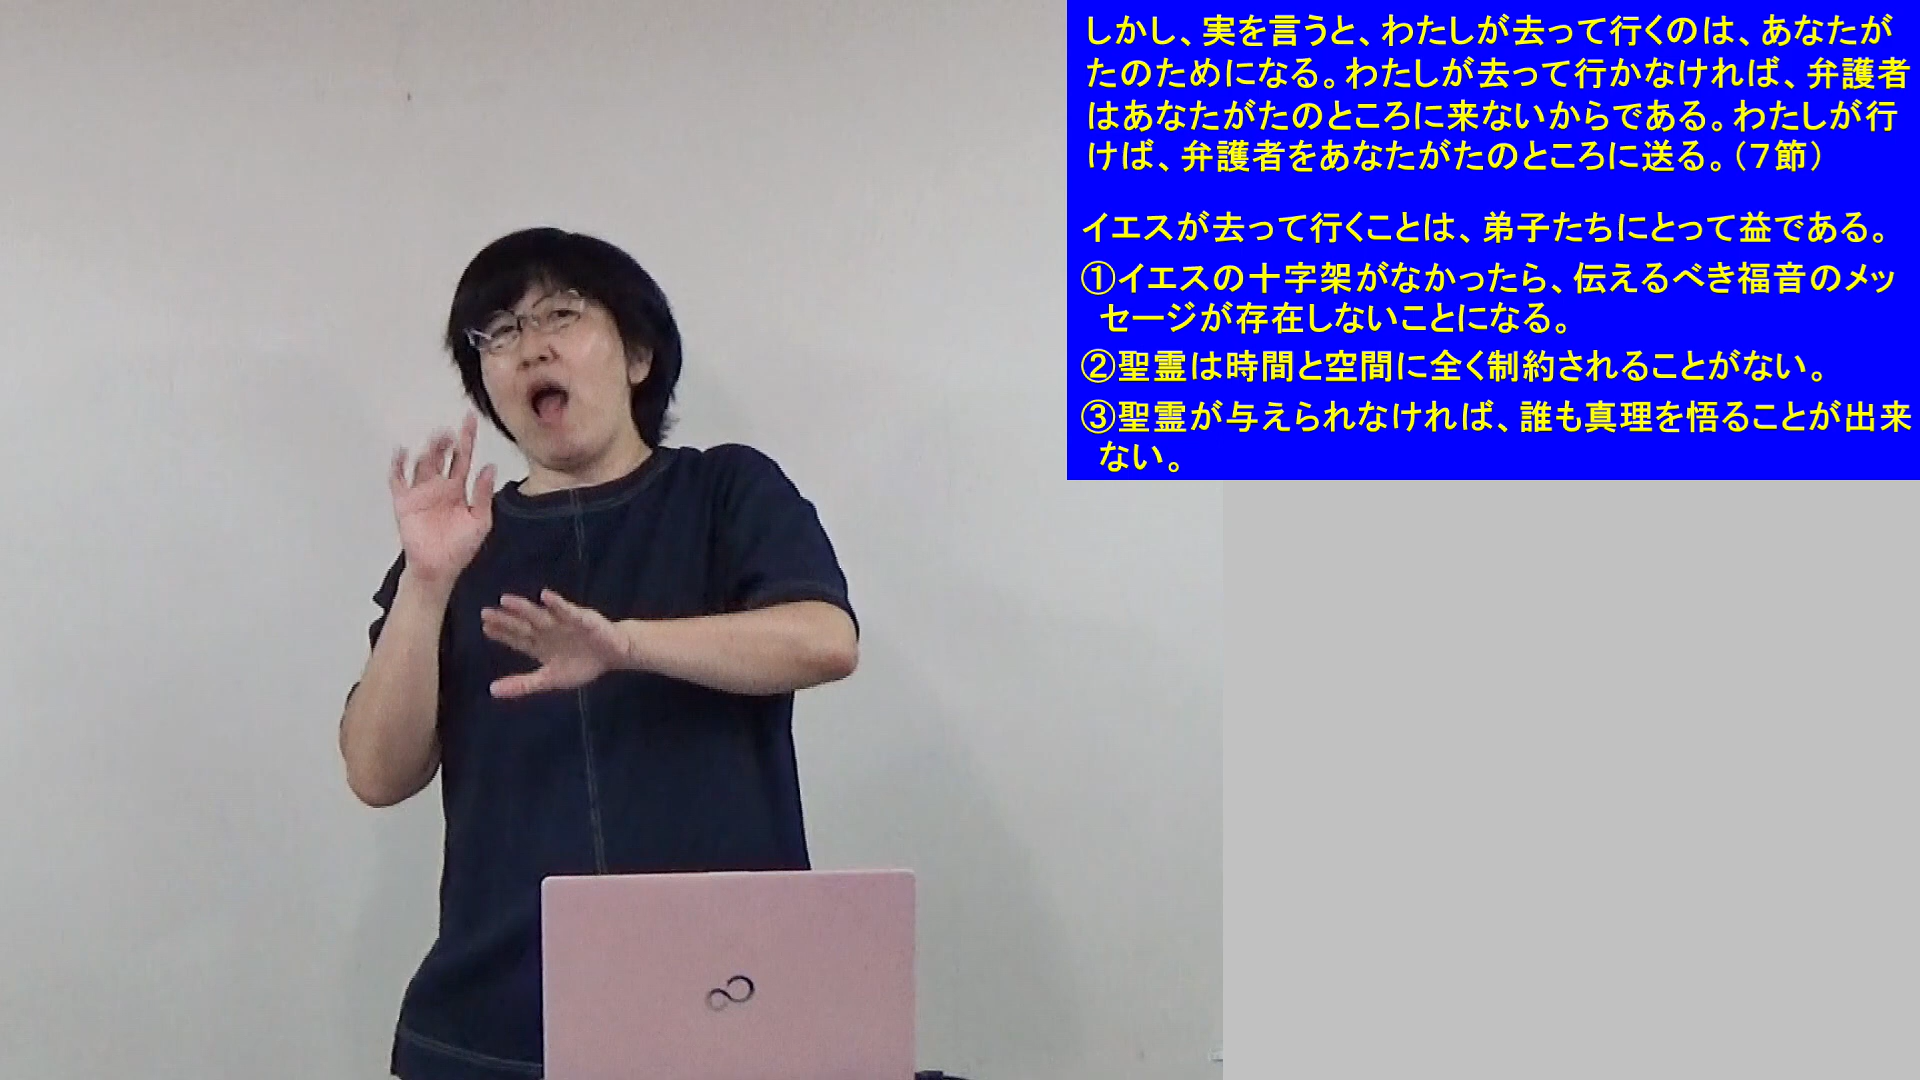 しかし、実を言うと、わたしが去って行くのは、あなたが
たのためになる。わたしが去って行かなければ、弁護者
はあなたがたのところに来ないからである。わたしが行
けば、弁護者をあなたがたのところに送る。（７節）
イエスが去って行くことは、弟子たちにとって益である。
①イエスの十字架がなかったら、伝えるべき福音のメッ
セージが存在しないことになる。
②聖霊は時間と空間に全く制約されることがない。
③聖霊が与えられなければ、誰も真理を悟ることが出来
ない。